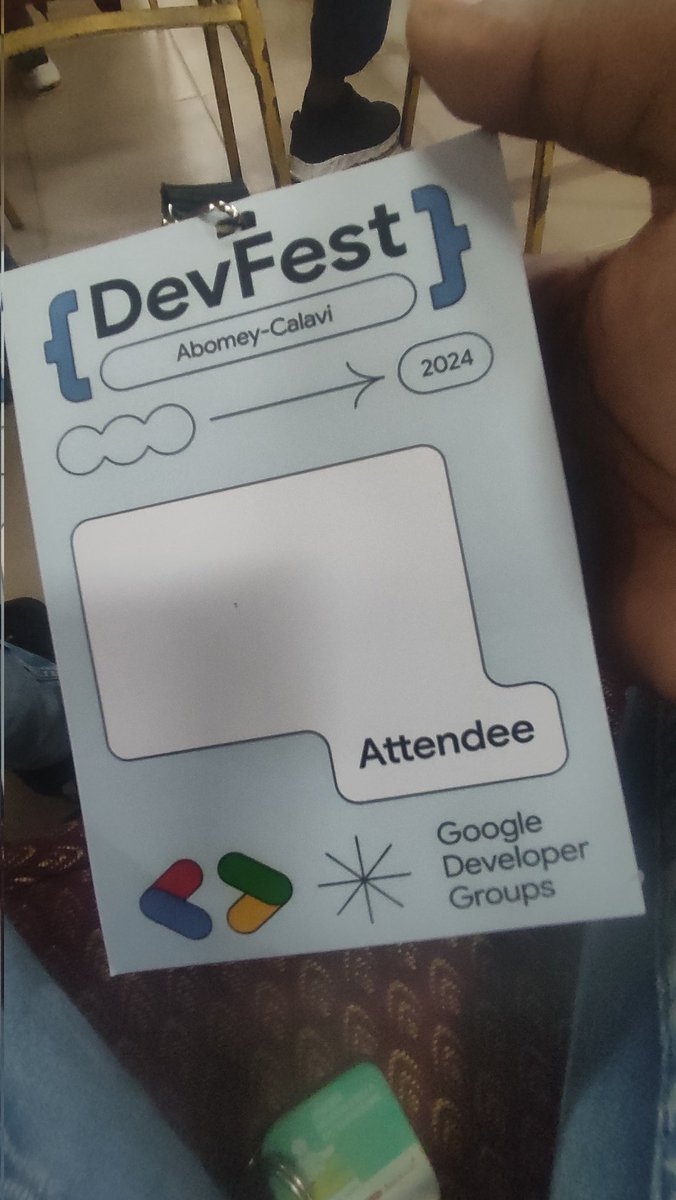 { DevFest }
Abomey-Calavi
2024
Attendee
Google
Developer
Groups